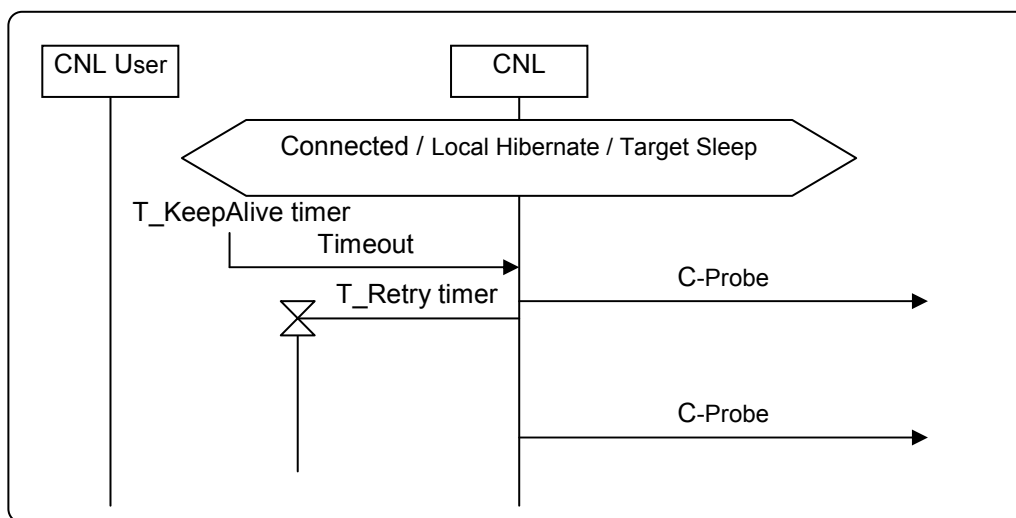 CNL User
CNL
Connected / Local Hibernate / Target Sleep
T_KeepAlive timer
Timeout
C-Probe
T_Retry timer
C-Probe